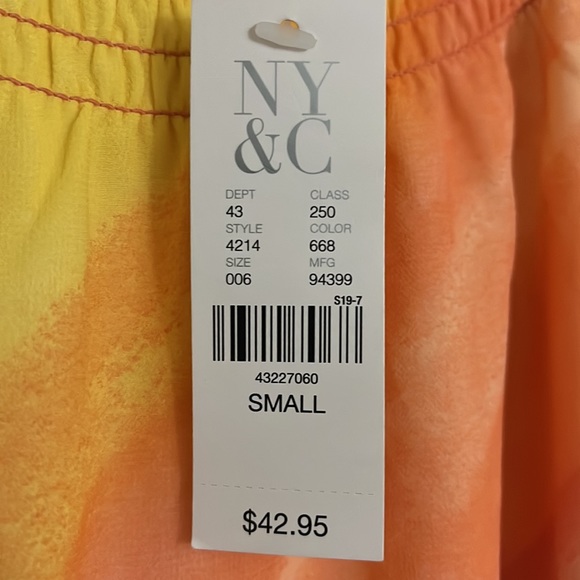 NY
&C
DEPT CLASS
43 250
STYLE COLOR
4214 668
SIZE MFG
006 94399
S19-7
43227060
SMALL
$42.95